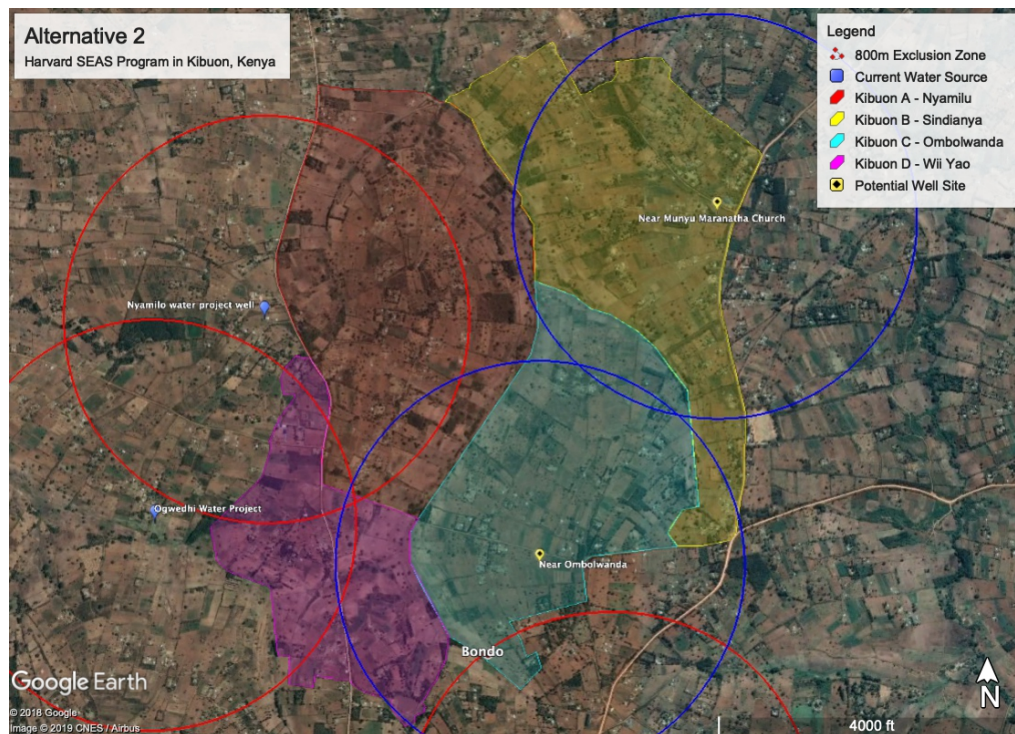 Alternative 2
Harvard SEAS Program in Kibuon, Kenya
Legend
800m Exclusion Zone
Current Water Source
Kibuon A - Nyamilu
Kibuon B - Sindianya
Kibuon C - Ombolwanda
Kibuon D - Wii Yao
Potential Well Site
Near Munyu Maranatha Church
Nyamilo water project well
Ogwedhi Water Project
Near Ombolwanda
Bondo
Google Earth
© 2018 Google
Image © 2019 CNES / Airbus
N
4000 ft